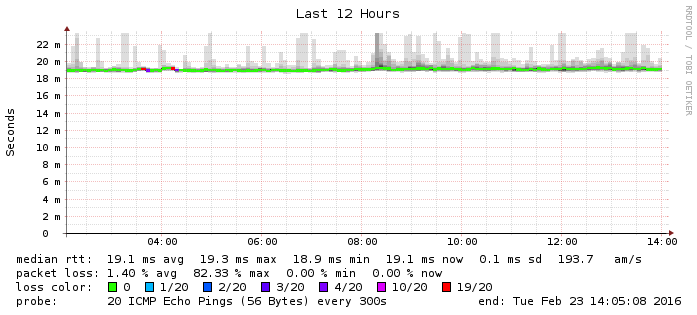 Last 12 Hours
RRDTOOL / TOBI OETIKER
Seconds
22 m
20 m
18 m
16 m
14 m
12 m
10 m
8 m
6 m
4 m
2 m
0
04:00 06:00 08:00 10:00 12:00 14:00
median rtt: 19.1 ms avg 19.3 ms max 18.9 ms min 19.1 ms now 0.1 ms sd 193.7 am/s
packet loss: 1.40 % avg 82.33 % max 0.00 % min 0.00 % now
loss color: 0 1/20 2/20 3/20 4/20 10/20 19/20
probe: 20 ICMP Echo Pings (56 Bytes) every 300s end: Tue Feb 23 14:05:08 2016